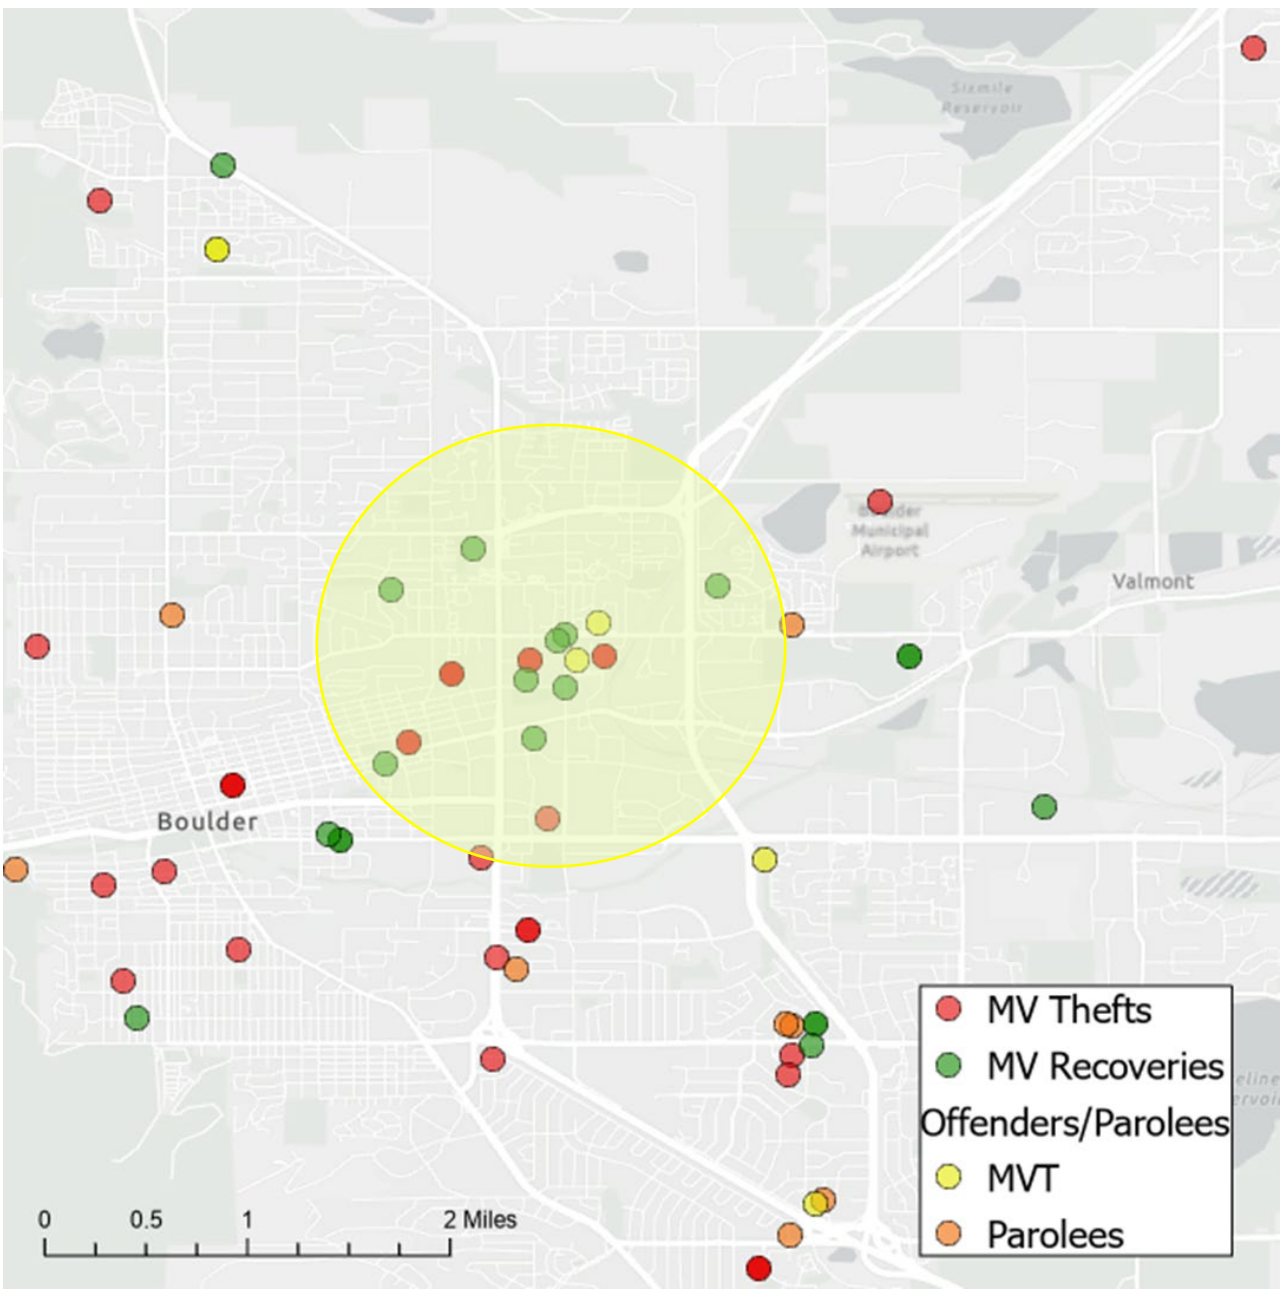 Sixmile
Reservoir
Boulder
Municipal
Airport
Valmont
Boulder
MV Thefts
MV Recoveries
Offenders/Parolees
MVT
Parolees
0 0.5 1 2 Miles